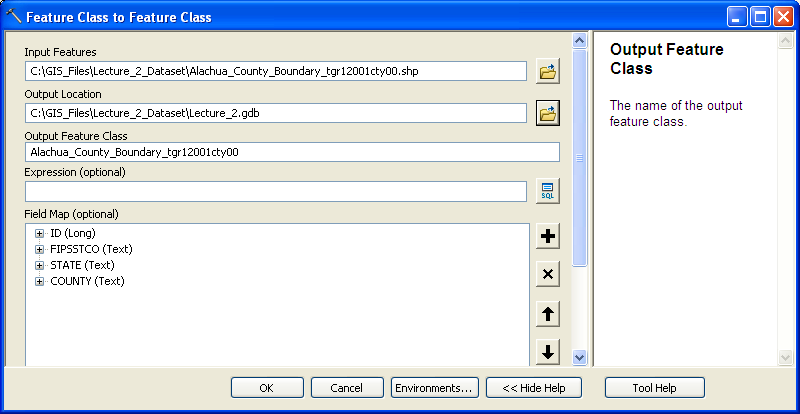 Feature Class to Feature Class
Input Features
C:\GIS_Files\Lecture_2_Dataset\Alachua_County_Boundary_tgr12001cty00.shp
Output Location
C:\GIS_Files\Lecture_2_Dataset\Lecture_2.gdb
Output Feature Class
Alachua_County_Boundary_tgr12001cty00
Expression (optional)
SQL
Field Map (optional)
ID (Long)
FIPSSTCO (Text)
STATE (Text)
COUNTY (Text)
Output Feature
Class
The name of the output
feature class.
OK
Cancel
Environments...
<< Hide Help
Tool Help